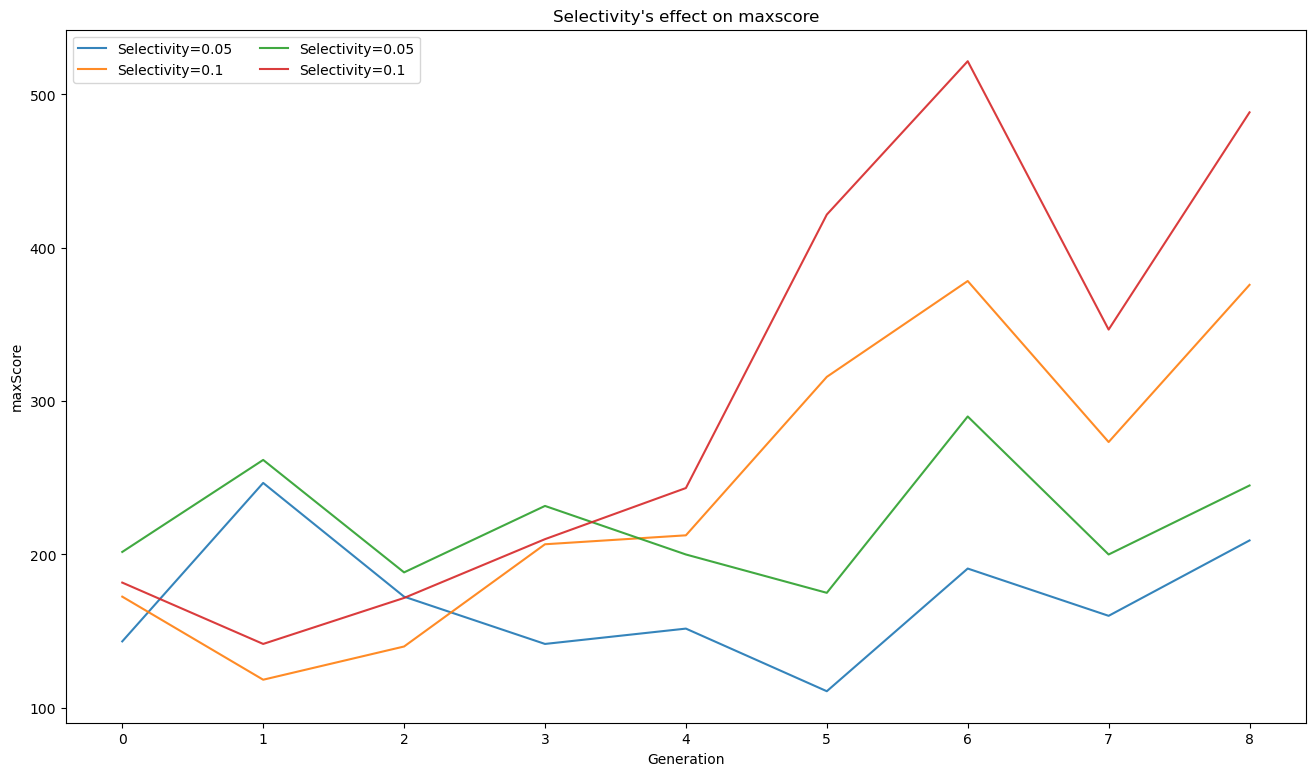 Selectivity's effect on maxscore
Selectivity=0.05 Selectivity=0.05
Selectivity=0.1 Selectivity=0.1
500
400
300
200
100
maxScore
0 1 2 3 4 5 6 7 8
Generation